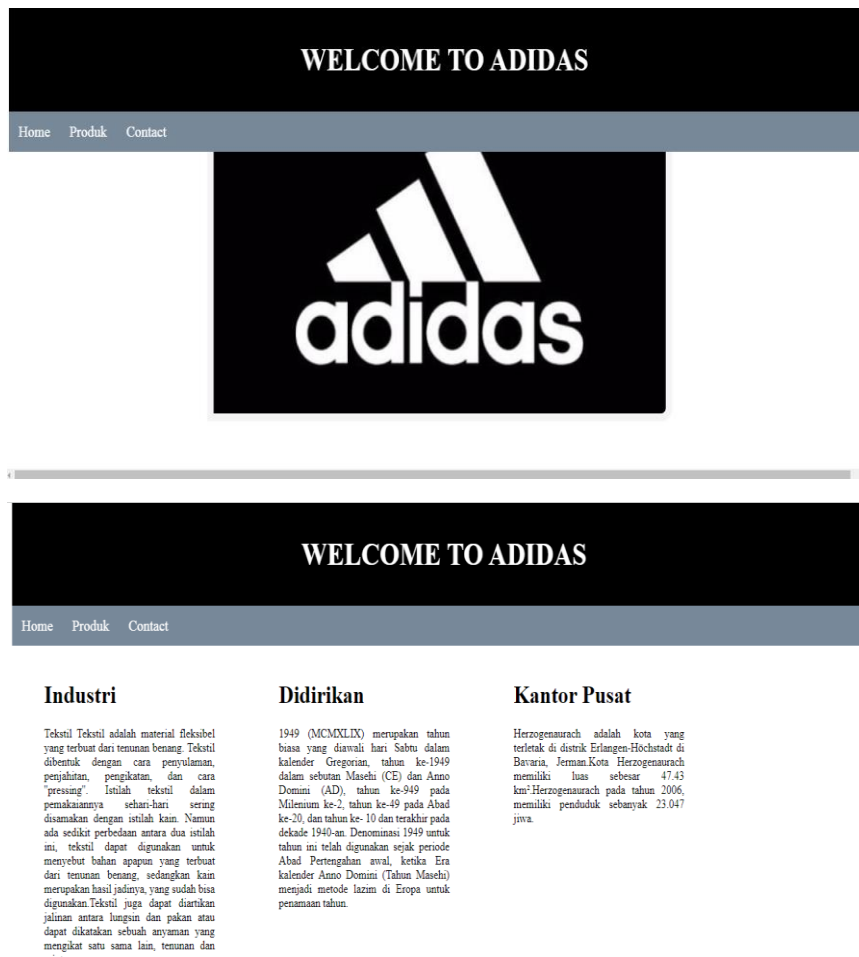 WELCOME TO ADIDAS
Home Produk Contact
adidas
WELCOME TO ADIDAS
Home Produk Contact
Industri
Tekstil Tekstil adalah material fleksibel
yang terbuat dari tenunan benang. Tekstil
dibentuk dengan cara penyulaman,
penjahitan, pengikatan, dan cara
"pressing". Istilah tekstil dalam
pemakaiannya sehari-hari sering
disamakan dengan istilah kain. Namun
ada sedikit perbedaan antara dua istilah
ini, tekstil dapat digunakan untuk
menyebut bahan apapun yang terbuat
dari tenunan benang, sedangkan kain
merupakan hasil jadinya, yang sudah bisa
digunakan.Tekstil juga dapat diartikan
jalinan antara lungsin dan pakan atau
dapat dikatakan sebuah anyaman yang
mengikat satu sama lain, tenunan dan
Didirikan
1949 (MCMXLIX) merupakan tahun
biasa yang diawali hari Sabtu dalam
kalender Gregorian, tahun ke-1949
dalam sebutan Masehi (CE) dan Anno
Domini (AD), tahun ke-949 pada
Milenium ke-2, tahun ke-49 pada Abad
ke-20, dan tahun ke- 10 dan terakhir pada
dekade 1940-an. Denominasi 1949 untuk
tahun ini telah digunakan sejak periode
Abad Pertengahan awal, ketika Era
kalender Anno Domini (Tahun Masehi)
menjadi metode lazim di Eropa untuk
penamaan tahun.
Kantor Pusat
Herzogenaurach adalah kota yang
terletak di distrik Erlangen-Höchstadt di
Bavaria, Jerman.Kota Herzogenaurach
memiliki luas sebesar 47.43
km².Herzogenaurach pada tahun 2006,
memiliki penduduk sebanyak 23.047
jiwa.